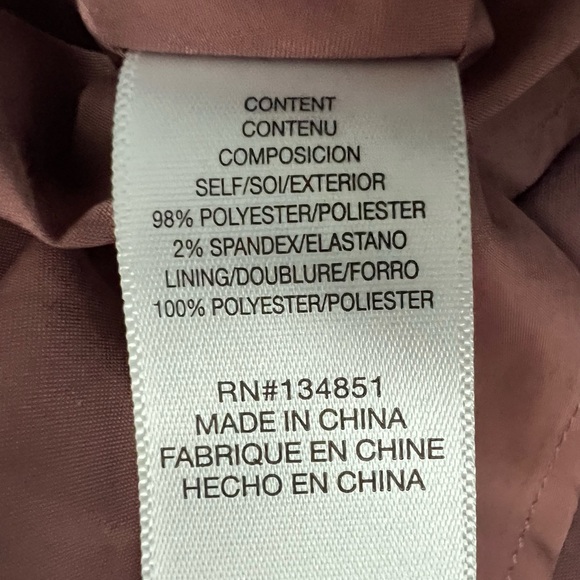 CONTENT
CONTENU
COMPOSICION
SELF/SOI/EXTERIOR
98% POLYESTER/POLIESTER
2% SPANDEX/ELASTANO
LINING/DOUBLURE/FORRO
100% POLYESTER/POLIESTER
RN#134851
MADE IN CHINA
FABRIQUE EN CHINE
HECHO EN CHINA